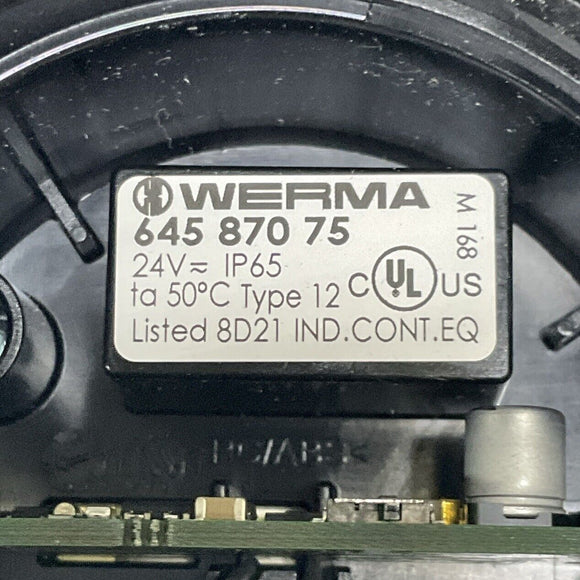 WERMA
645 870 75
24V≂ IP65
ta 50°C Type 12
Listed 8D21 IND.CONT.EQ
C UL US
M 168